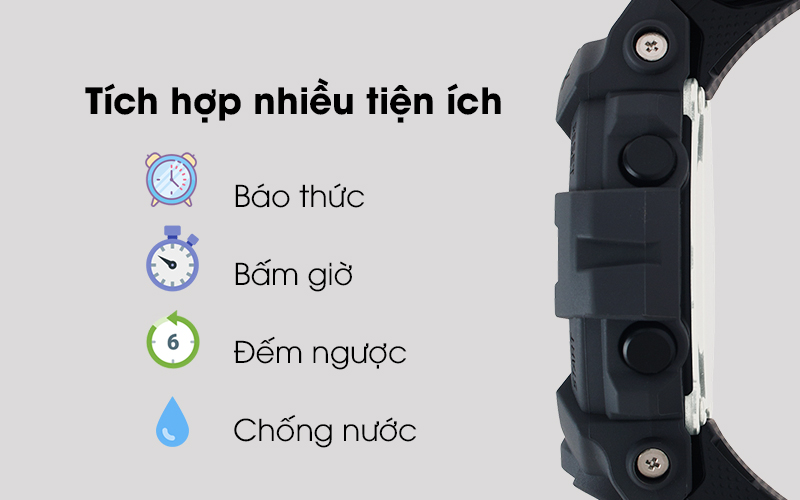 Tích hợp nhiều tiện ích
Báo thức
Bấm giờ
6
Đếm ngược
Chống nước